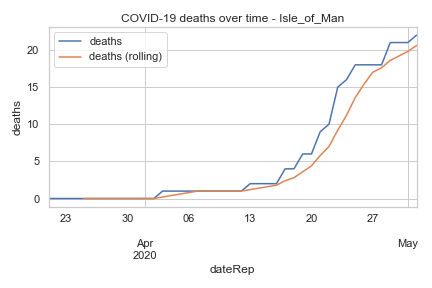 COVID-19 deaths over time - Isle_of_Man
deaths
deaths (rolling)
deaths
20
15
10
5
0
23 30 06 13 20 27
Apr May
2020
dateRep